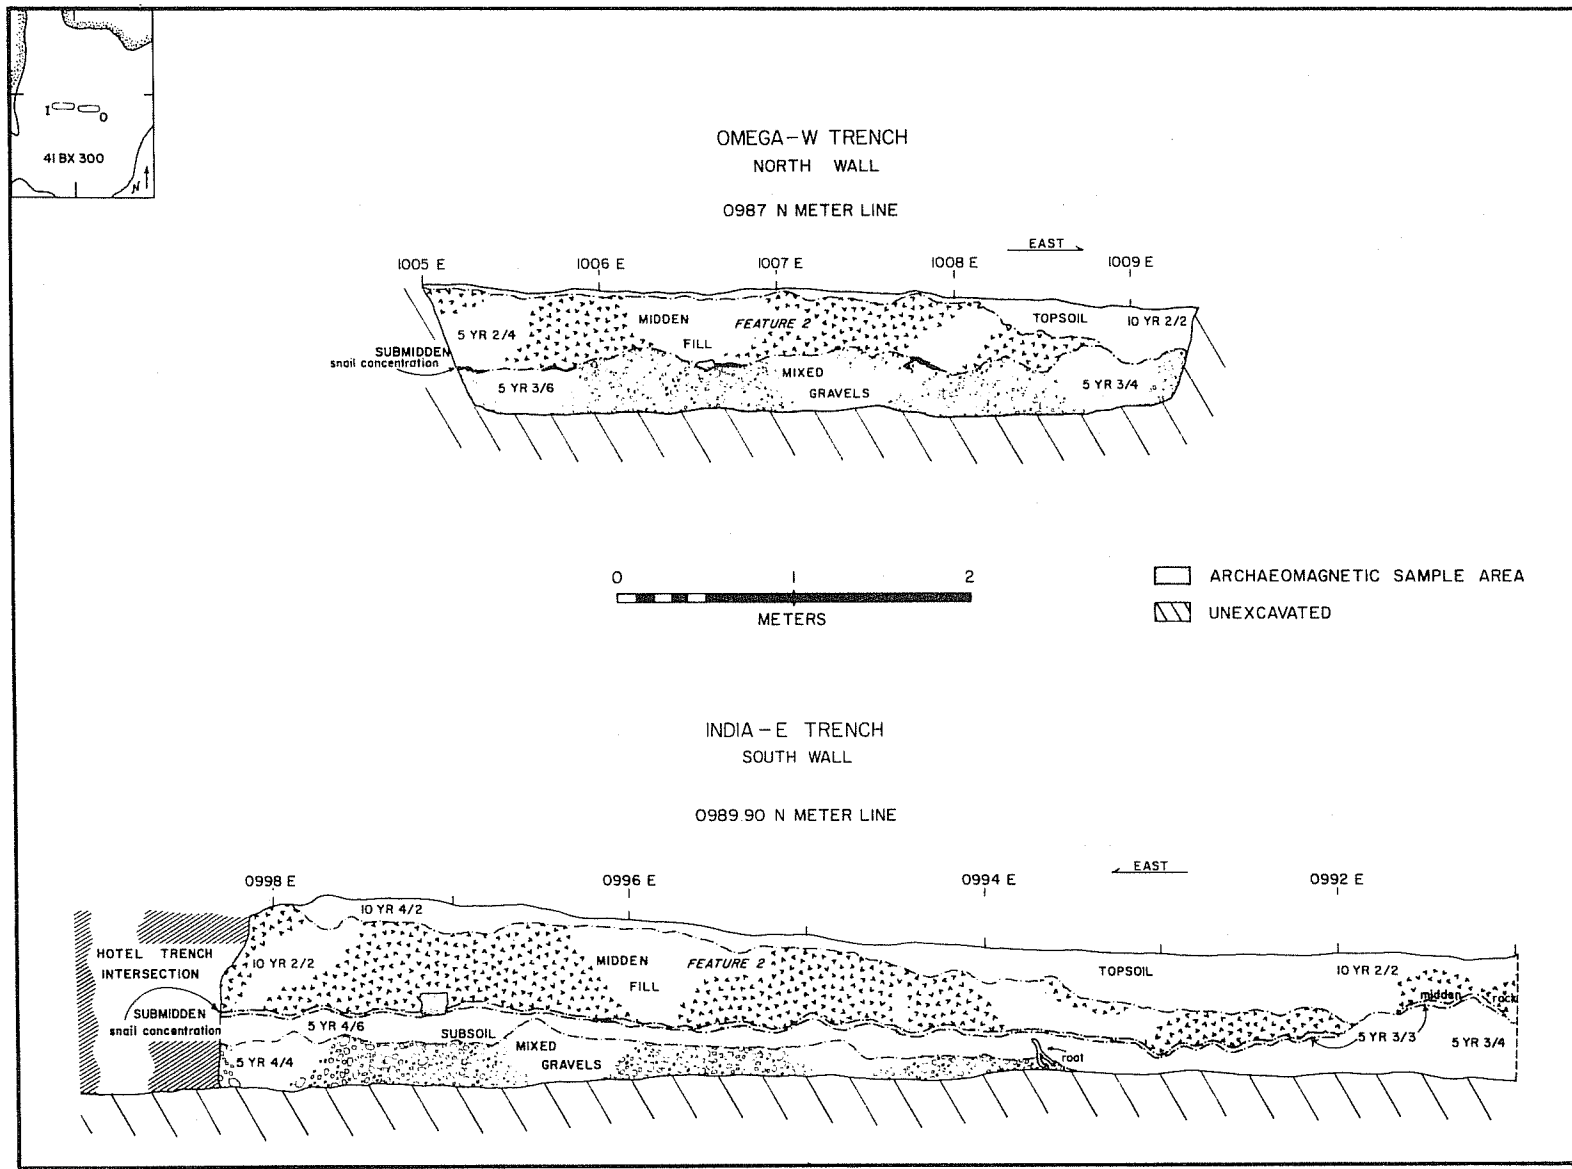 I O
41 BX 300
N
OMEGA-W TRENCH
NORTH WALL
0987 N METER LINE
EAST
1005 E 1006 E 1007 E 1008 E 1009 E
5 YR 2/4 MIDDEN FEATURE 2 TOPSOIL 10 YR 2/2
FILL
SUBMIDDEN
snail concentration
5 YR 3/6 MIXED 5 YR 3/4
GRAVELS
0 1 2
METERS
ARCHAEOMAGNETIC SAMPLE AREA
UNEXCAVATED
INDIA-E TRENCH
SOUTH WALL
0989.90 N METER LINE
EAST
0998 E 0996 E 0994 E 0992 E
10 YR 4/2
HOTEL TRENCH
INTERSECTION
10 YR 2/2 MIDDEN FEATURE 2 TOPSOIL 10 YR 2/2
FILL
midden rock
SUBMIDDEN
snail concentration
5 YR 4/6 SUBSOIL 5 YR 3/3 5 YR 3/4
MIXED
5 YR 4/4 GRAVELS root